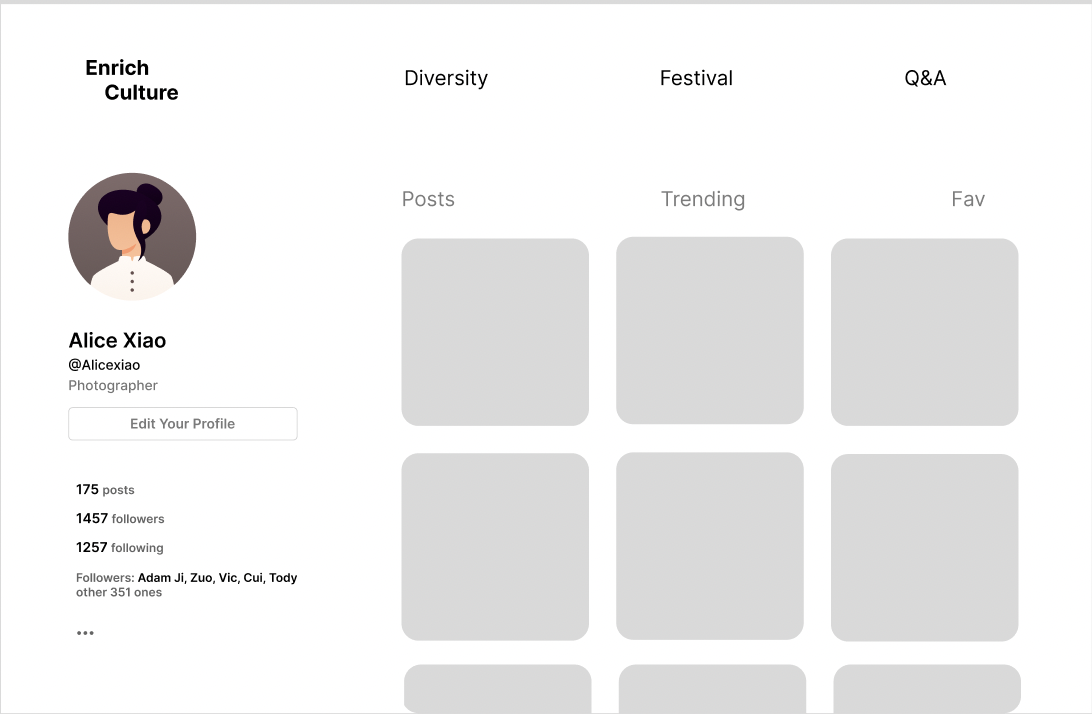 Enrich
Culture
Diversity
Festival
Q&A
Alice Xiao
@Alicexiao
Photographer
Edit Your Profile
175 posts
1457 followers
1257 following
Followers: Adam Ji, Zuo, Vic, Cui, Tody
other 351 ones
...
Posts
Trending
Fav